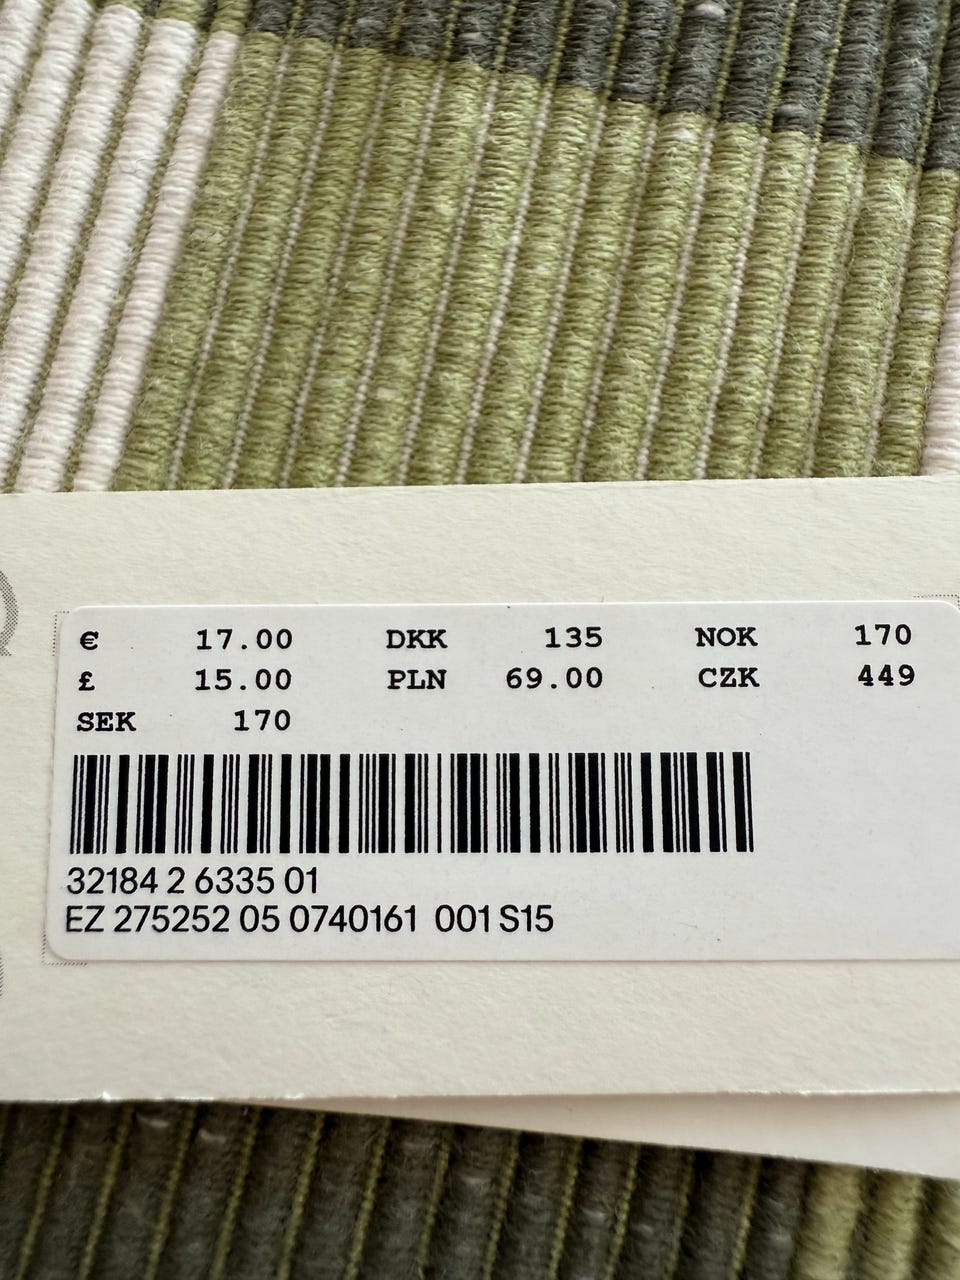 € 17.00 DKK 135 NOK 170
£ 15.00 PLN 69.00 CZK 449
SEK 170
32184 2 6335 01
EZ 275252 05 0740161 001 S15